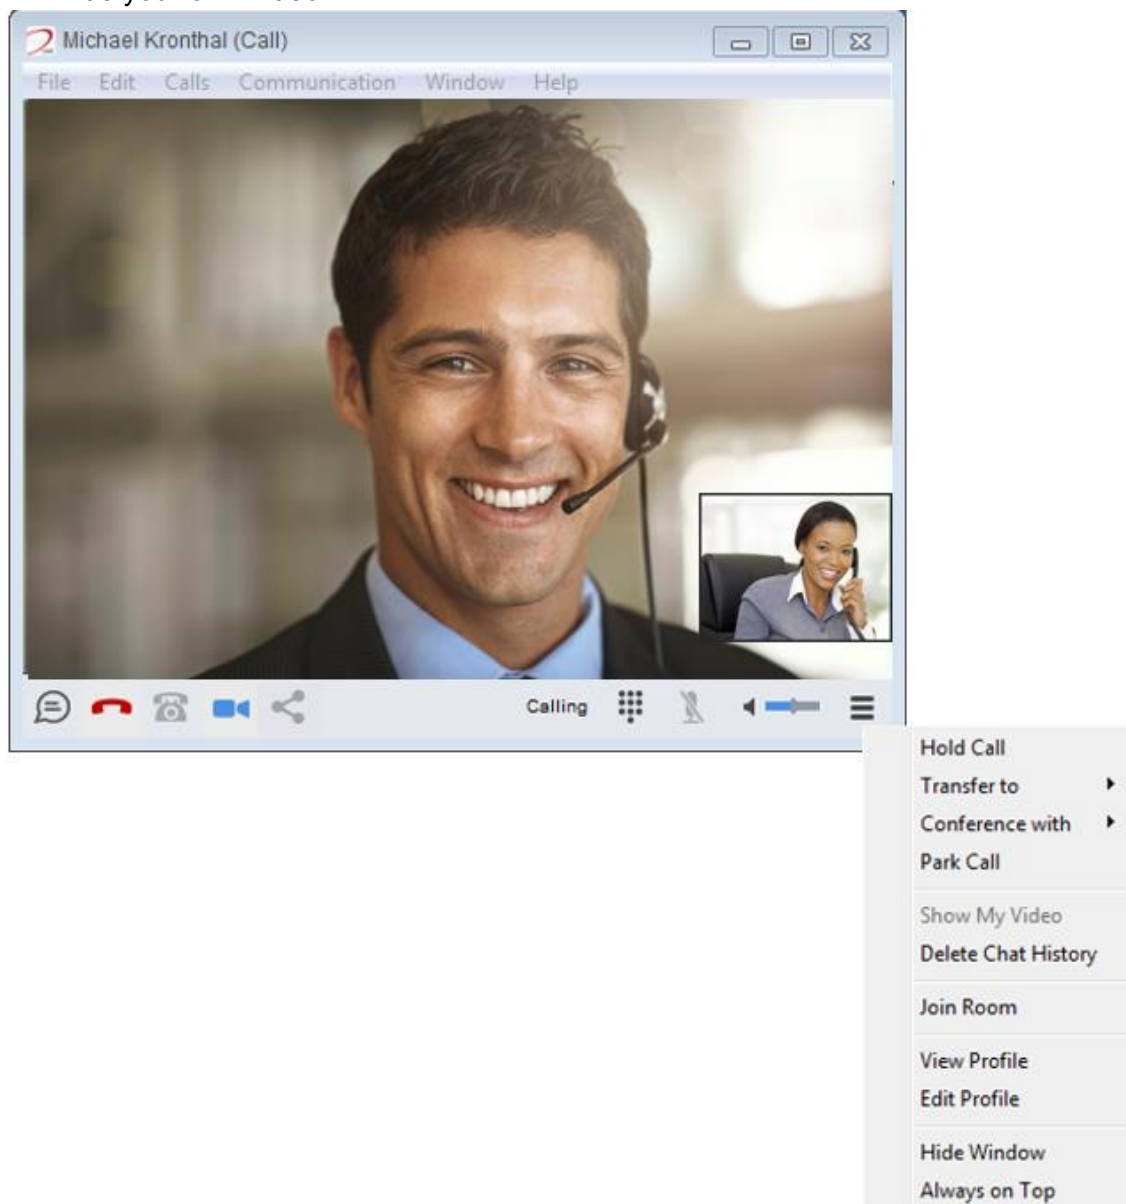 Michael Kronthal (Call)
File Edit Calls Communication Window Help
Calling
Hold Call
Transfer to
Conference with
Park Call
Show My Video
Delete Chat History
Join Room
View Profile
Edit Profile
Hide Window
Always on Top